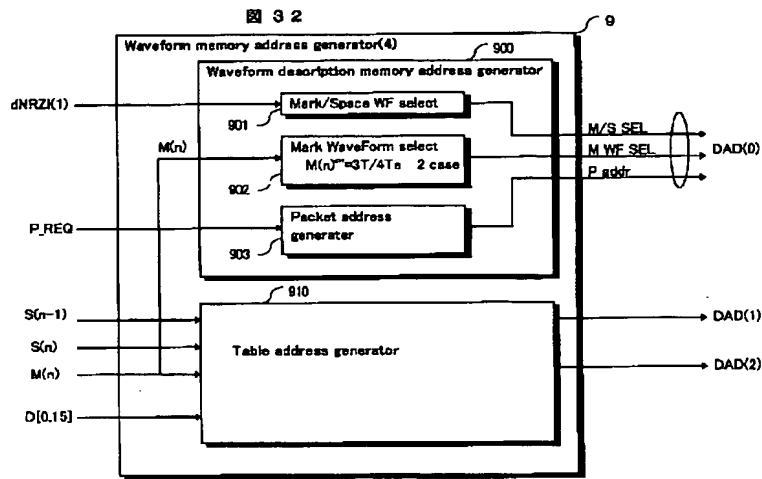 図 32
9
Waveform memory address generator(4)
900
Waveform description memory address generator
dNRZK(1)
Mark/Space WF select
901
M/S SEL
M(n)
Mark WaveForm select
M(n)"="3T/4Ts 2 case
902
M WF SEL
DAD(0)
P addr
P_REQ
Packet address
generater
903
910
S(n-1)
DAD(1)
S(n)
Table address generator
M(n)
DAD(2)
D[0.15]